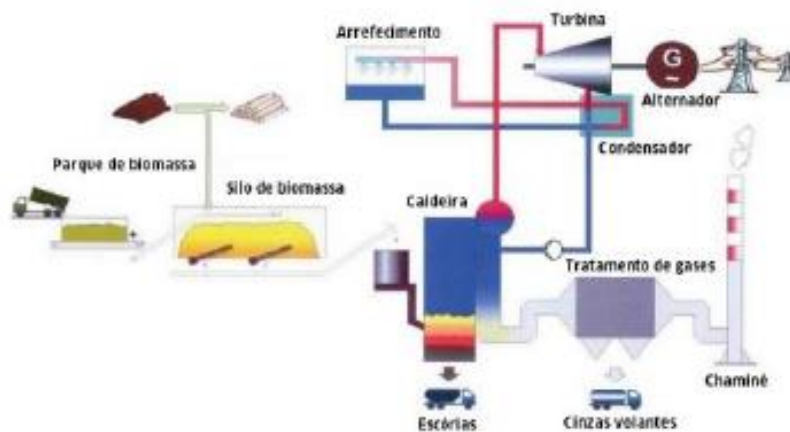 Turbina
Arrefecimento
G
~
Alternador
Parque de biomassa
Condensador
Silo de biomassa
Caldeira
Tratamento de gases
Chaminé
Escórias
Cinzas volantes